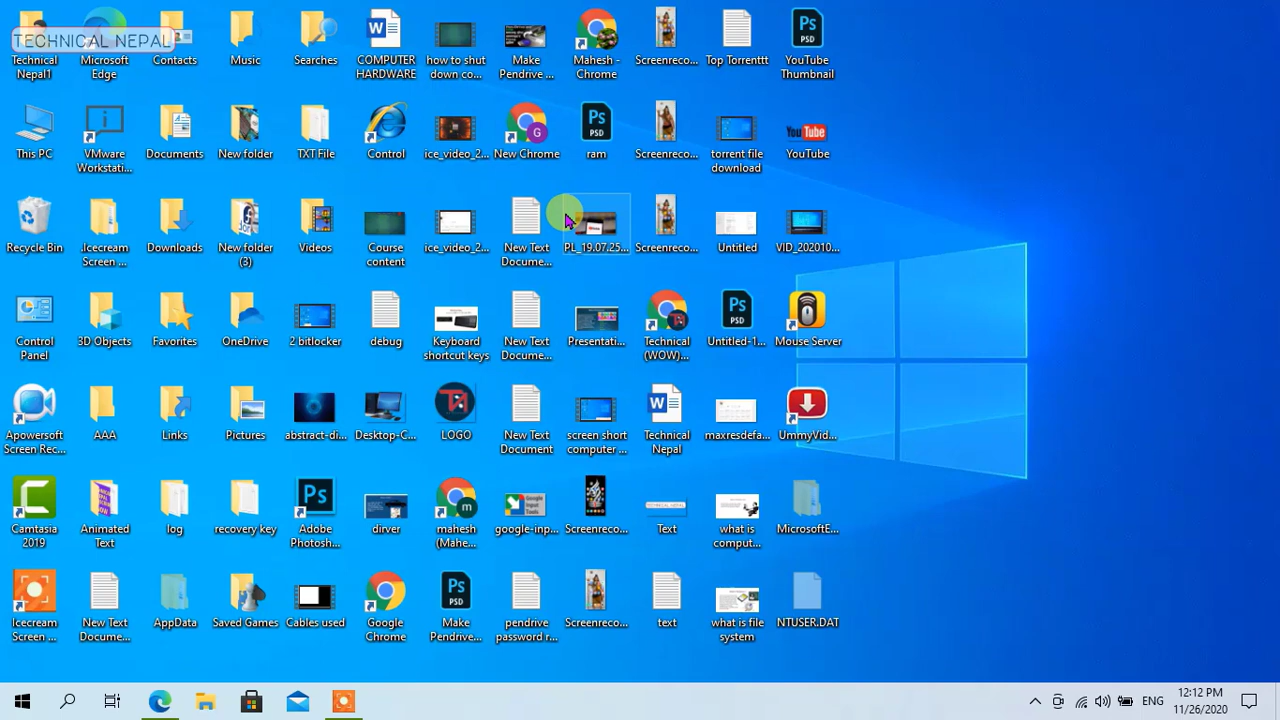 TECHNICAL NEPAL
Technical
Nepal1
Microsoft
Edge
Contacts
Music
Searches
COMPUTER
HARDWARE
how to shut
down co...
Make
Pendrive ...
Mahesh -
Chrome
Screenreco...
Top Torrenttt
YouTube
Thumbnail
This PC
VMware
Workstati...
Documents
New folder
TXT File
Control
ice_video_2...
New Chrome
ram
Screenreco...
torrent file
download
YouTube
Recycle Bin
.Icecream
Screen ...
Downloads
New folder
(3)
Videos
Course
content
ice_video_2...
New Text
Docume...
PL_19.07.25...
Screenreco...
Untitled
VID_202010...
Control
Panel
3D Objects
Favorites
OneDrive
2 bitlocker
debug
Keyboard
shortcut keys
New Text
Docume...
Presentati...
Technical
(WOW)...
Untitled-1...
Mouse Server
Apowersoft
Screen Rec...
AAA
Links
Pictures
abstract-di...
Desktop-C...
LOGO
New Text
Document
screen short
computer ...
Technical
Nepal
maxresdefa...
UmmyVid...
Camtasia
2019
Animated
Text
log
recovery key
Adobe
Photosh...
dirver
mahesh
(Mahe...
google-inp...
Screenreco...
Text
what is
comput...
MicrosoftE...
Icecream
Screen ...
New Text
Docume...
AppData
Saved Games
Cables used
Google
Chrome
Make
Pendrive...
pendrive
password r...
Screenreco...
text
what is file
system
NTUSER.DAT
ENG
12:12 PM
11/26/2020